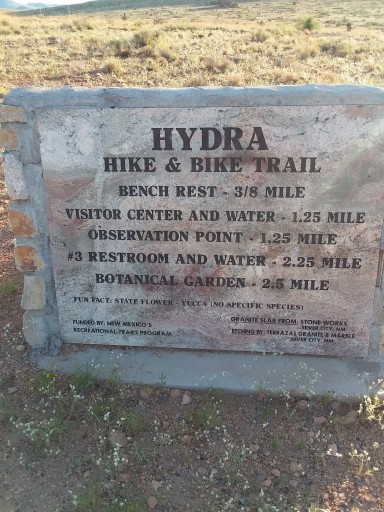 HYDRA
HIKE & BIKE TRAIL
BENCH REST - 3/8 MILE
VISITOR CENTER AND WATER - 1.25 MILE
OBSERVATION POINT - 1.25 MILE
#3 RESTROOM AND WATER - 2.25 MILE
BOTANICAL GARDEN - 2.5 MILE
FUN FACT: STATE FLOWER - YUCCA (NO SPECIFIC SPECIES)
FUNDED BY: NEW MEXICO'S
RECREATIONAL TRAILS PROGRAM
GRANITE SLAB FROM: STONE WORKS
SILVER CITY, NM
ETCHING BY: TERRAZAS GRANITE & MARBLE
SILVER CITY, NM